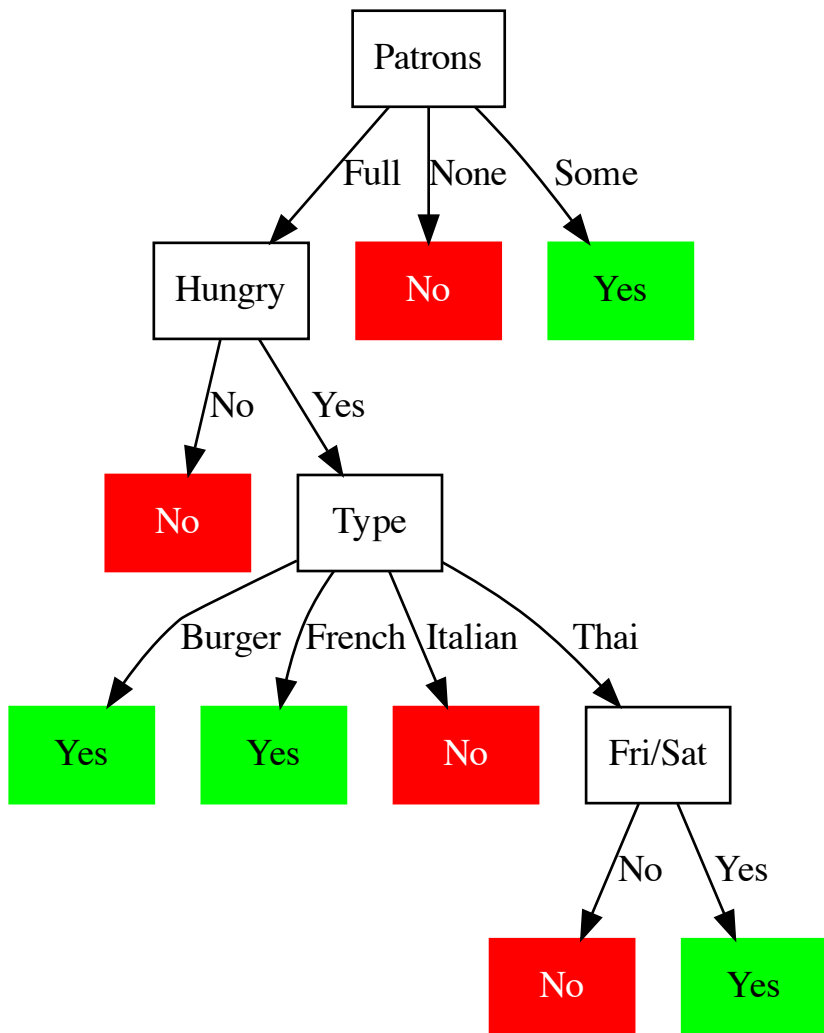 Patrons
Full
None
Some
Hungry
No
Yes
No
Yes
No
Type
Burger
French
Italian
Thai
Yes
Yes
No
Fri/Sat
No
Yes
No
Yes